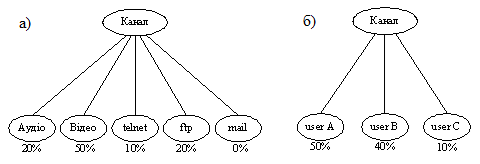 а)
Канал
Аудіо Відео telnet ftp mail
20% 50% 10% 20% 0%
б)
Канал
user A user B user C
50% 40% 10%